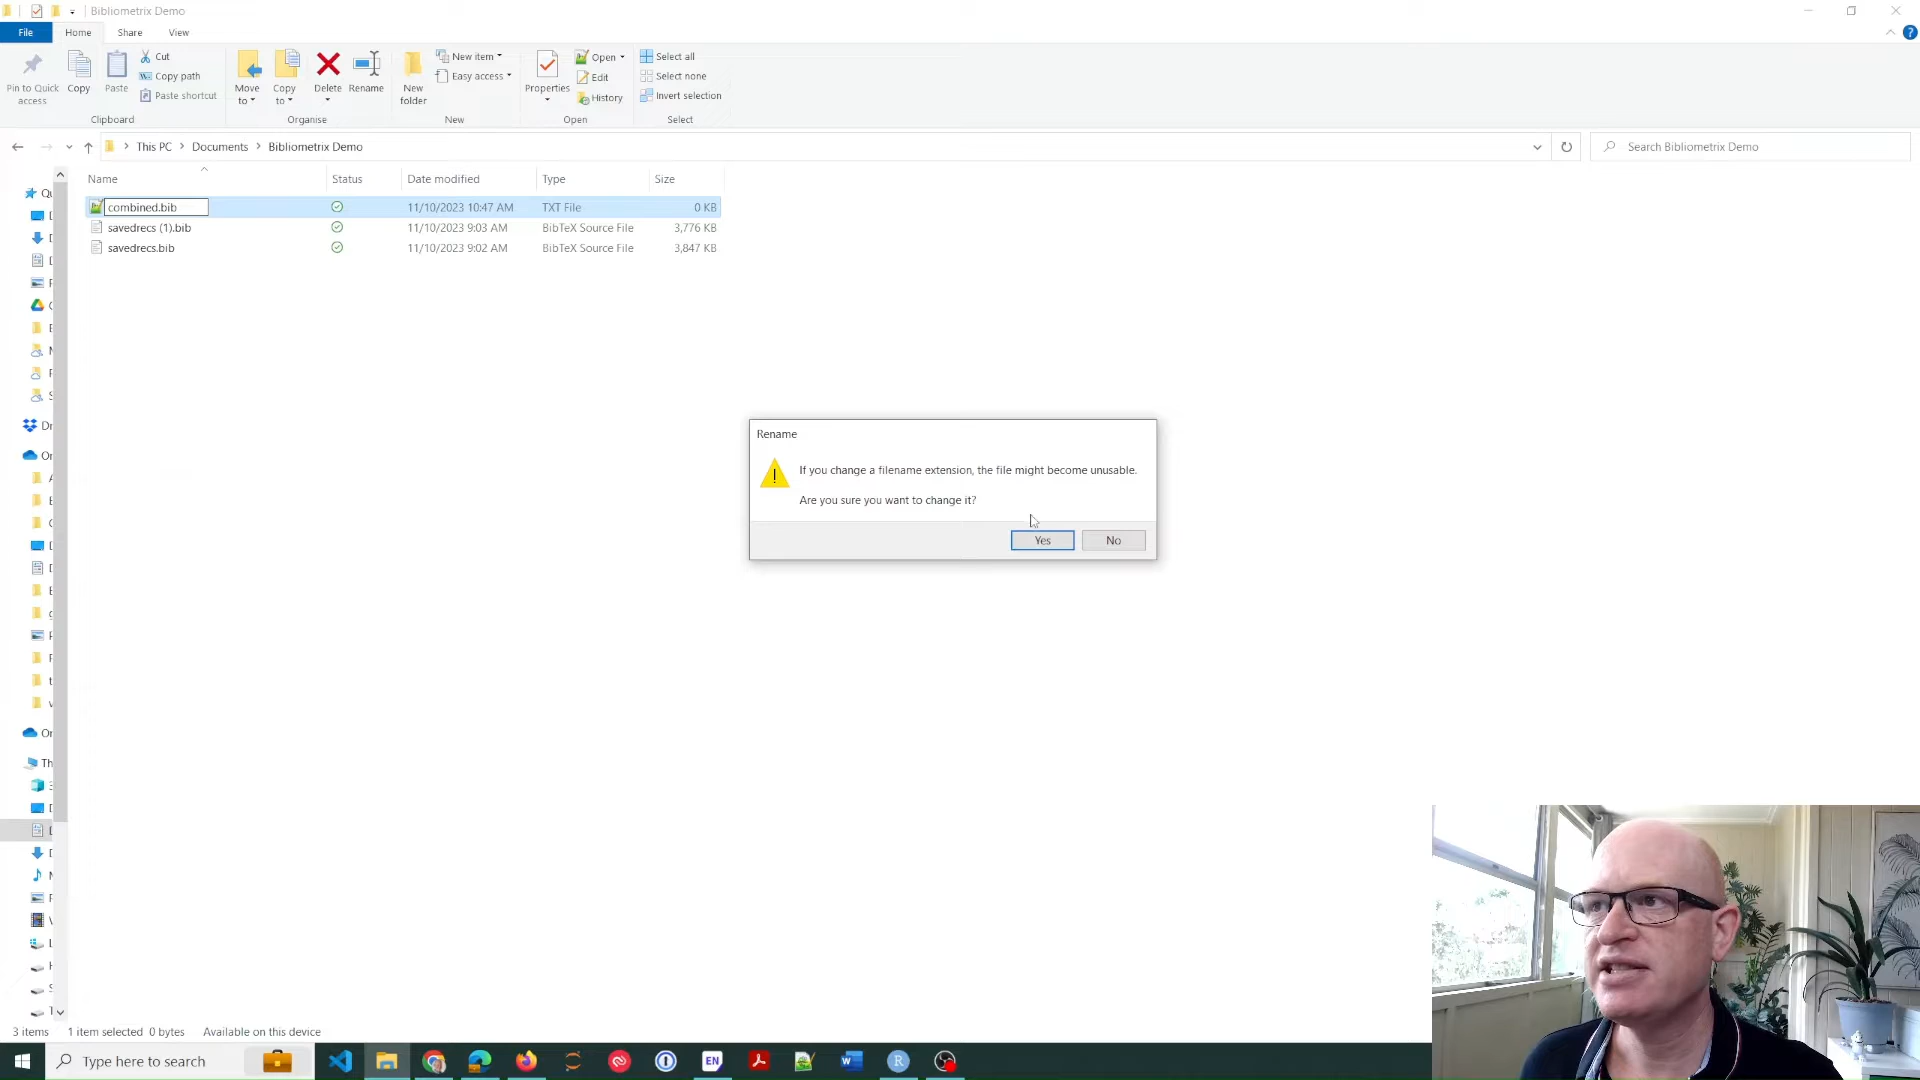 Bibliometrix Demo
File Home Share View
Pin to Quick access
Copy
Paste
Cut
Copy path
Paste shortcut
Clipboard
Move to
Copy to
Delete
Rename
Organise
New folder
New item
Easy access
New
Properties
Open
Edit
History
Open
Select all
Select none
Invert selection
Select
This PC > Documents > Bibliometrix Demo
Search Bibliometrix Demo
Name Status Date modified Type Size
combined.bib 11/10/2023 10:47 AM TXT File 0 KB
savedrecs (1).bib 11/10/2023 9:03 AM BibTeX Source File 3,776 KB
savedrecs.bib 11/10/2023 9:02 AM BibTeX Source File 3,847 KB
Rename
If you change a filename extension, the file might become unusable.
Are you sure you want to change it?
Yes No
3 items 1 item selected 0 bytes Available on this device
Type here to search
EN